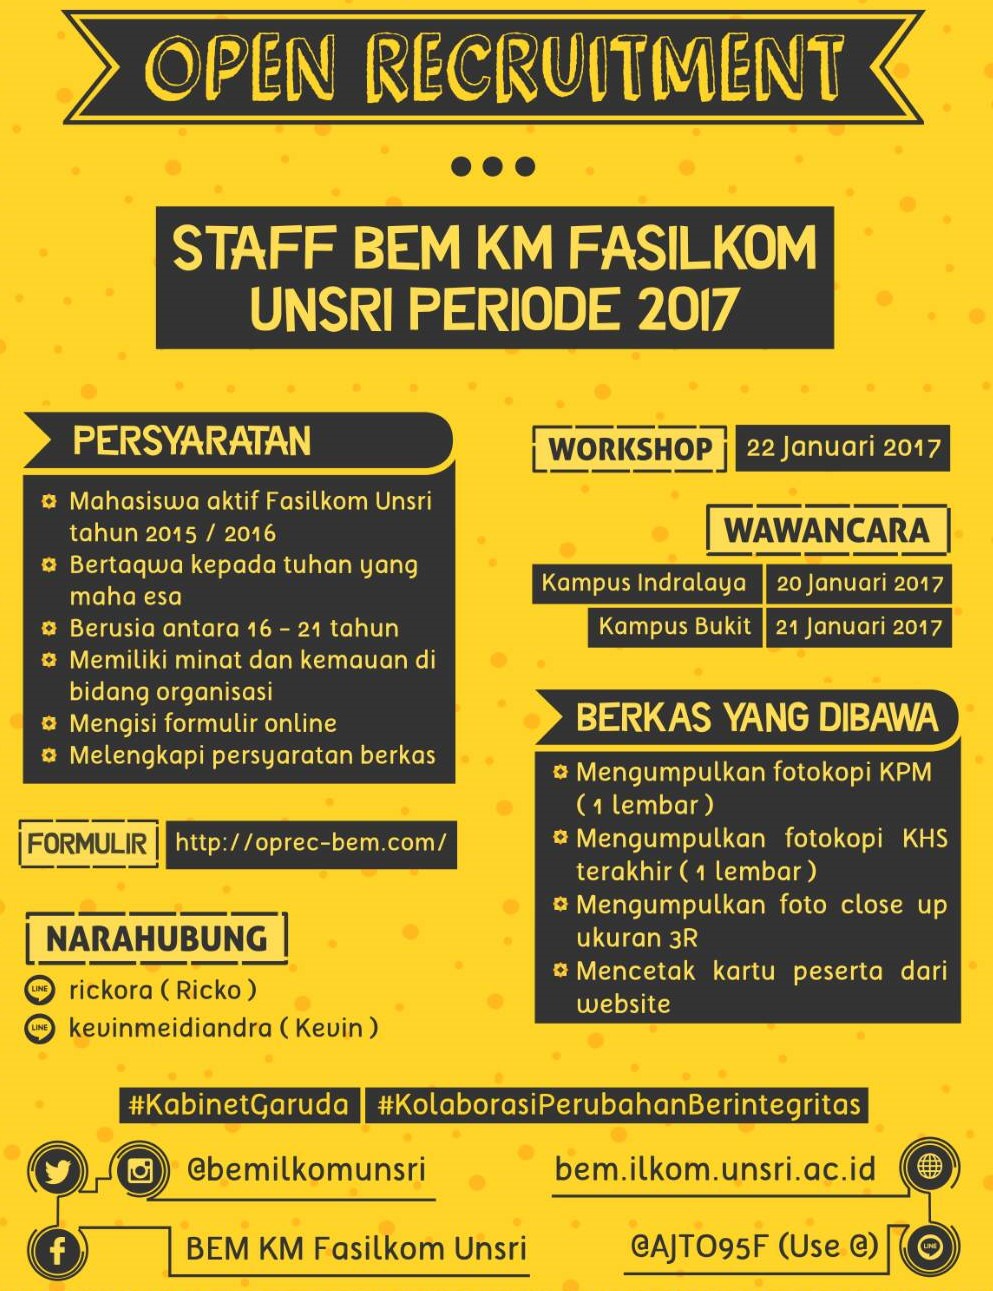 OPEN RECRUITMENT
STAFF BEM KM FASILKOM
UNSRI PERIODE 2017
PERSYARATAN
Mahasiswa aktif Fasilkom Unsri
tahun 2015 / 2016
Bertaqwa kepada tuhan yang
maha esa
Berusia antara 16 - 21 tahun
Memiliki minat dan kemauan di
bidang organisasi
Mengisi formulir online
Melengkapi persyaratan berkas
FORMULIR http://oprec-bem.com/
NARAHUBUNG
LINE rickora ( Ricko )
LINE kevinmeidiandra ( Kevin )
WORKSHOP 22 Januari 2017
WAWANCARA
Kampus Indralaya 20 Januari 2017
Kampus Bukit 21 Januari 2017
BERKAS YANG DIBAWA
Mengumpulkan fotokopi KPM
( 1 lembar )
Mengumpulkan fotokopi KHS
terakhir ( 1 lembar )
Mengumpulkan foto close up
ukuran 3R
Mencetak kartu peserta dari
website
#KabinetGaruda #KolaborasiPerubahanBerintegritas
@bemilkomunsri
bem.ilkom.unsri.ac.id
BEM KM Fasilkom Unsri
@AJTO95F (Use @) LINE